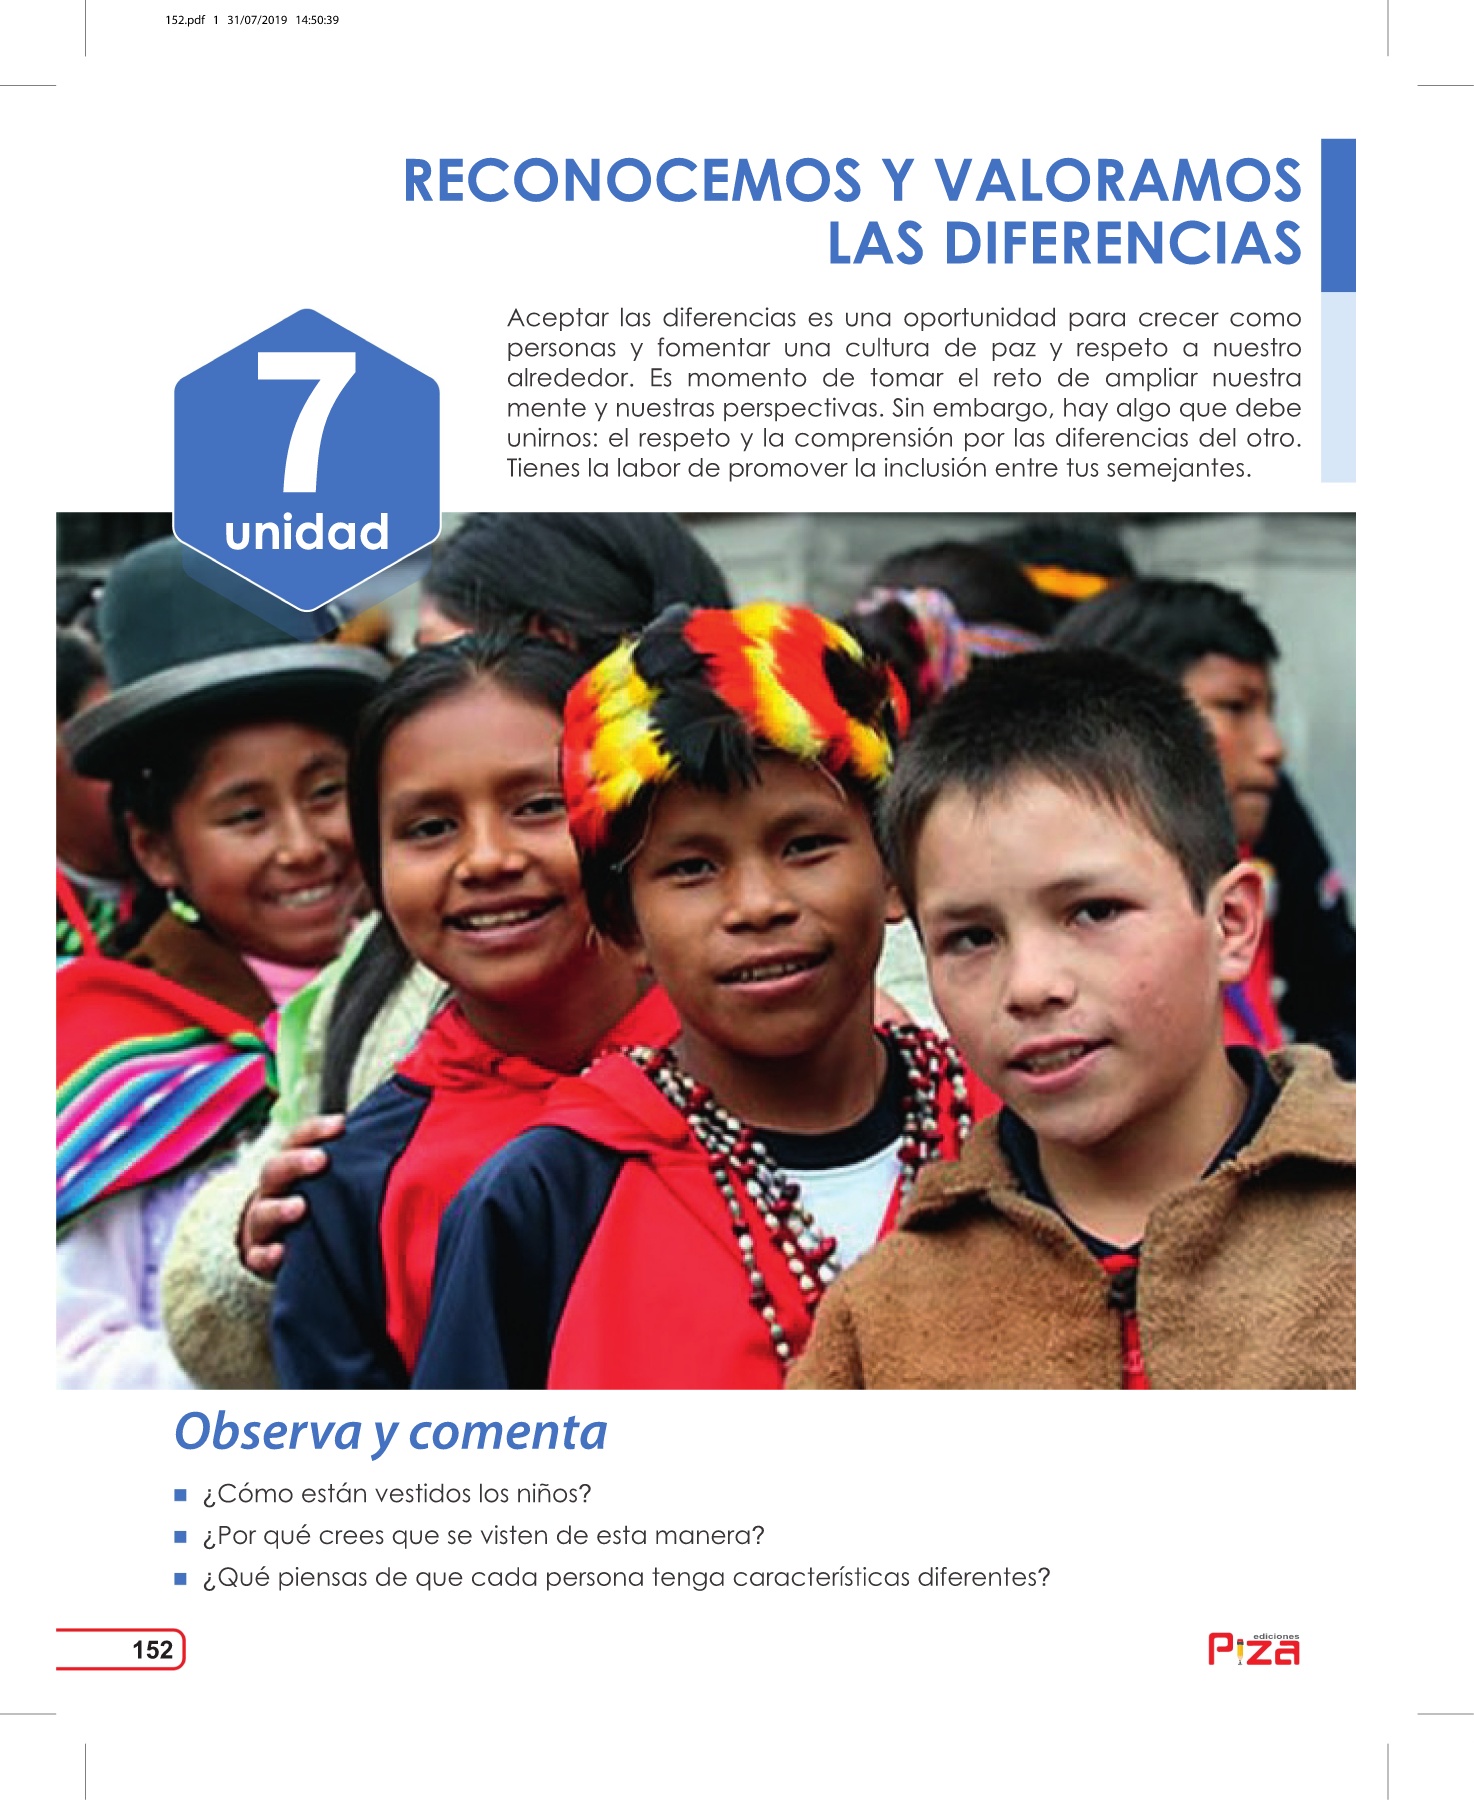 152.pdf 1 31/07/2019 14:50:39
RECONOCEMOS Y VALORAMOS
LAS DIFERENCIAS
7
unidad
Aceptar las diferencias es una oportunidad para crecer como
personas y fomentar una cultura de paz y respeto a nuestro
alrededor. Es momento de tomar el reto de ampliar nuestra
mente y nuestras perspectivas. Sin embargo, hay algo que debe
unirnos: el respeto y la comprensión por las diferencias del otro.
Tienes la labor de promover la inclusión entre tus semejantes.
Observa y comenta
¿Cómo están vestidos los niños?
¿Por qué crees que se visten de esta manera?
¿Qué piensas de que cada persona tenga características diferentes?
152
ediciones
Piza